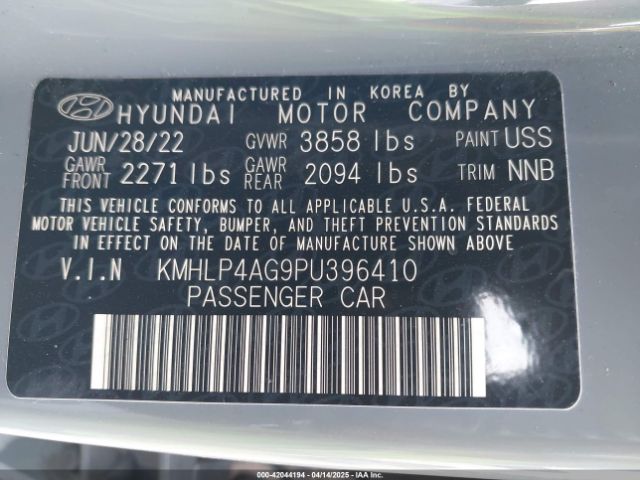 MANUFACTURED IN KOREA BY
HYUNDAI MOTOR COMPANY
JUN/28/22 GVWR 3858 lbs PAINT USS
GAWR FRONT 2271 lbs GAWR REAR 2094 lbs TRIM NNB
THIS VEHICLE CONFORMS TO ALL APPLICABLE U.S.A. FEDERAL
MOTOR VEHICLE SAFETY, BUMPER, AND THEFT PREVENTION STANDARDS
IN EFFECT ON THE DATE OF MANUFACTURE SHOWN ABOVE
V.I.N KMHLP4AG9PU396410
PASSENGER CAR
000-42044194 - 04/14/2025 - IAAI.COM